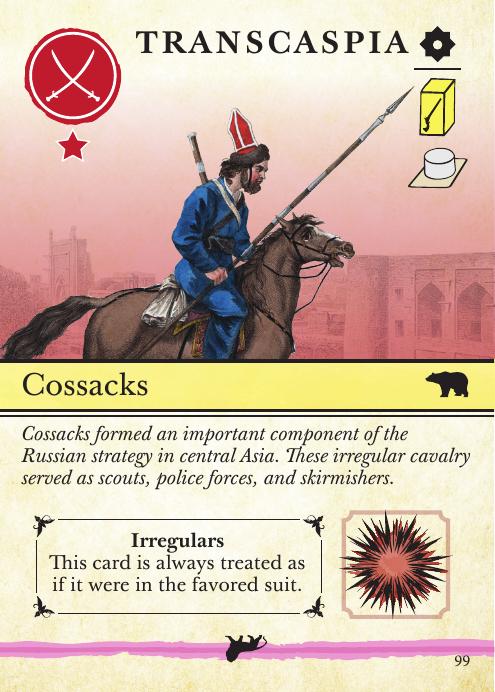 TRANSCASPIA
Cossacks
Cossacks formed an important component of the
Russian strategy in central Asia. These irregular cavalry
served as scouts, police forces, and skirmishers.
Irregulars
This card is always treated as
if it were in the favored suit.
99